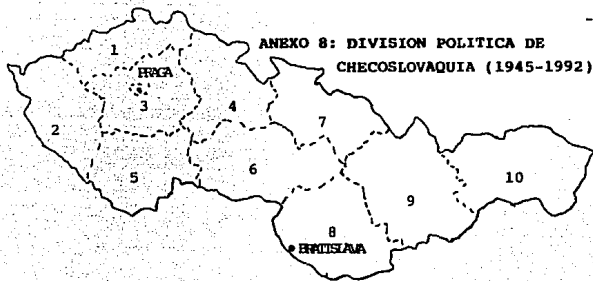 ANEXO 8: DIVISION POLITICA DE
CHECOSLOVAQUIA (1945-1992)
1
PRAGA
2
3
4
7
5
6
10
9
8
BRATISLAVA